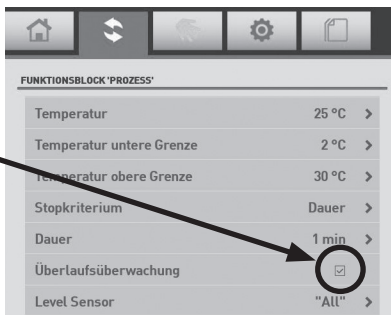 FUNKTIONSBLOCK 'PROZESS'
Temperatur 25 °C >
Temperatur untere Grenze 2 °C >
Temperatur obere Grenze 30 °C >
Stopkriterium Dauer >
Dauer 1 min >
Überlaufsüberwachung
Level Sensor "All" >